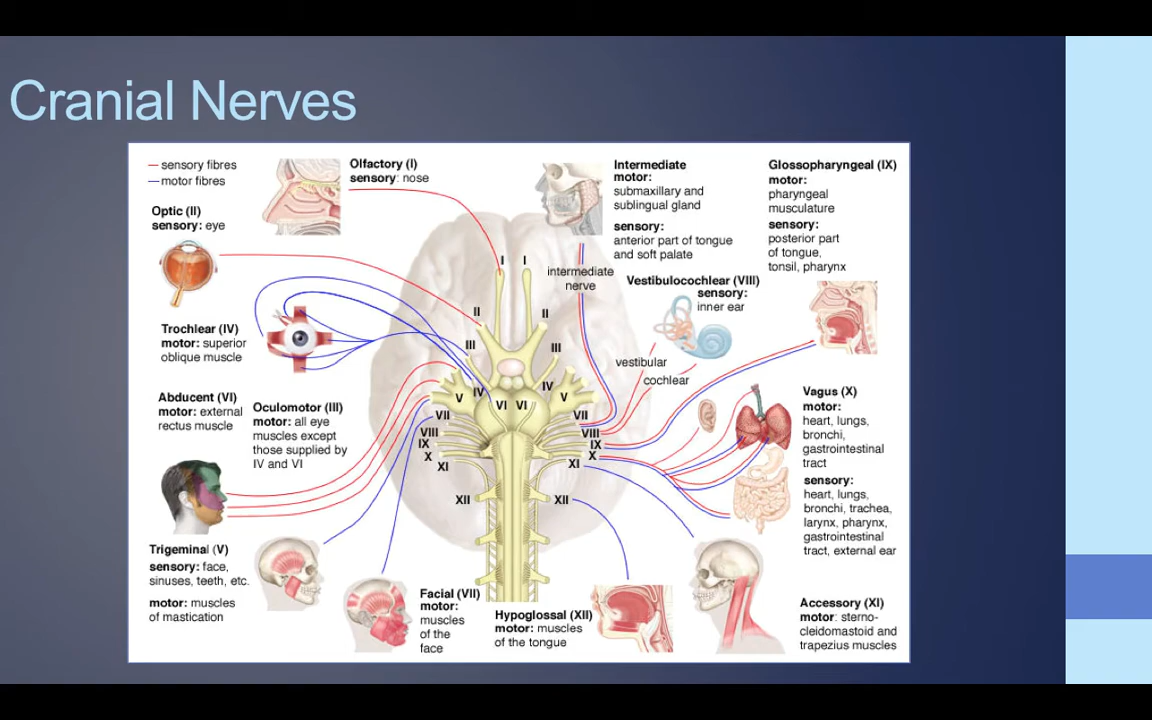 Cranial Nerves
— sensory fibres
— motor fibres
Olfactory (I)
sensory: nose
Optic (II)
sensory: eye
Trochlear (IV)
motor: superior
oblique muscle
Abducent (VI)
motor: external
rectus muscle
Oculomotor (III)
motor: all eye
muscles except
those supplied by
IV and VI
Trigeminal (V)
sensory: face,
sinuses, teeth, etc.
motor: muscles
of mastication
Facial (VII)
motor:
muscles
of the
face
Hypoglossal (XII)
motor: muscles
of the tongue
Intermediate
motor:
submaxillary and
sublingual gland
sensory:
anterior part of tongue
and soft palate
intermediate
nerve
Vestibulocochlear (VIII)
sensory:
inner ear
vestibular
cochlear
Glossopharyngeal (IX)
motor:
pharyngeal
musculature
sensory:
posterior part
of tongue,
tonsil, pharynx
Vagus (X)
motor:
heart, lungs,
bronchi,
gastrointestinal
tract
sensory:
heart, lungs,
bronchi, trachea,
larynx, pharynx,
gastrointestinal
tract, external ear
Accessory (XI)
motor: sterno-
cleidomastoid and
trapezius muscles
I I
II II
III III
IV IV
V VI VI V
VII VII
VIII VIII
IX IX
X X
XI XI
XII XII